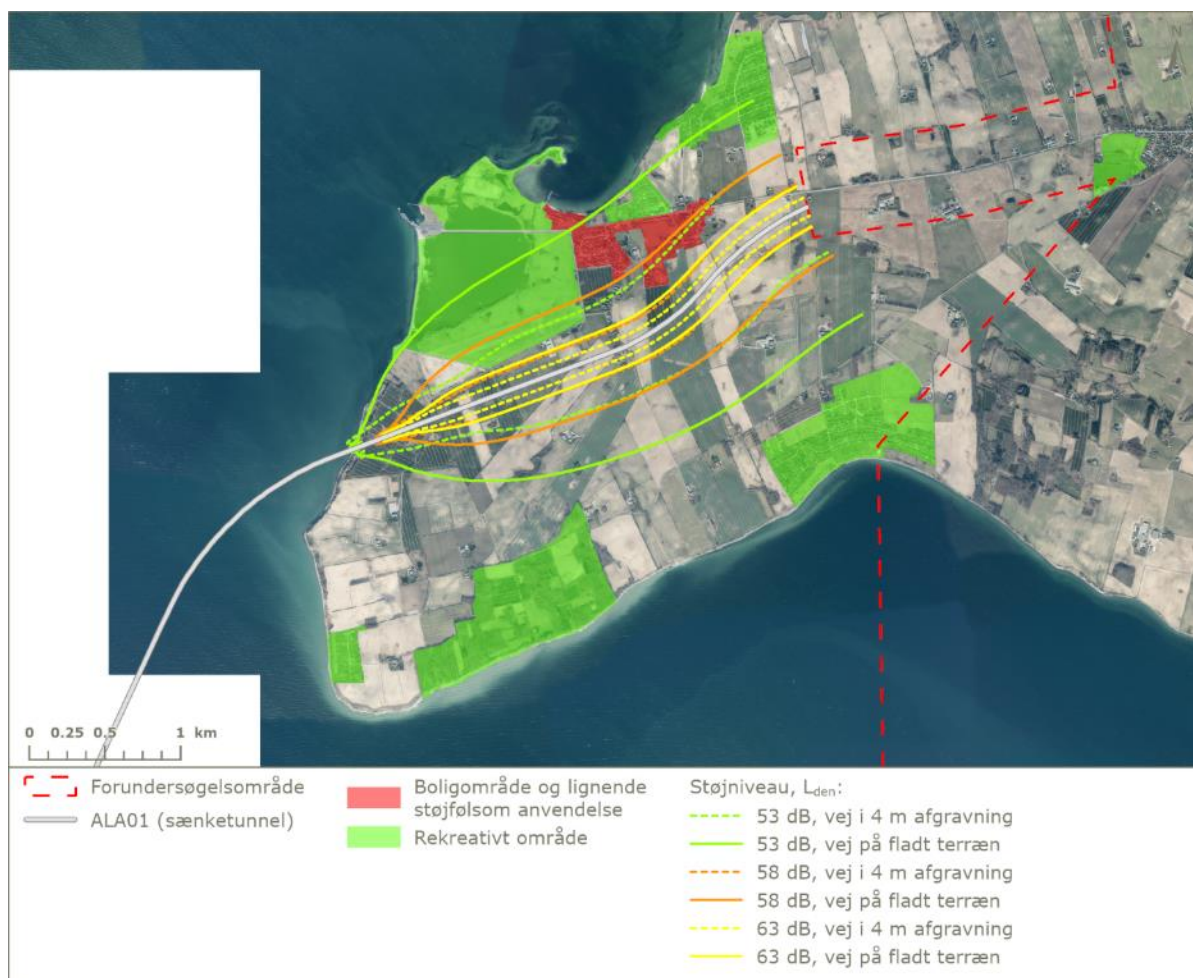 N
0 0.25 0.5 1 km
Forundersøgelsområde
ALA01 (sænketunnel)
Boligområde og lignende
støjfølsom anvendelse
Rekreativt område
Støjniveau, Lden:
53 dB, vej i 4 m afgravning
53 dB, vej på fladt terræn
58 dB, vej i 4 m afgravning
58 dB, vej på fladt terræn
63 dB, vej i 4 m afgravning
63 dB, vej på fladt terræn